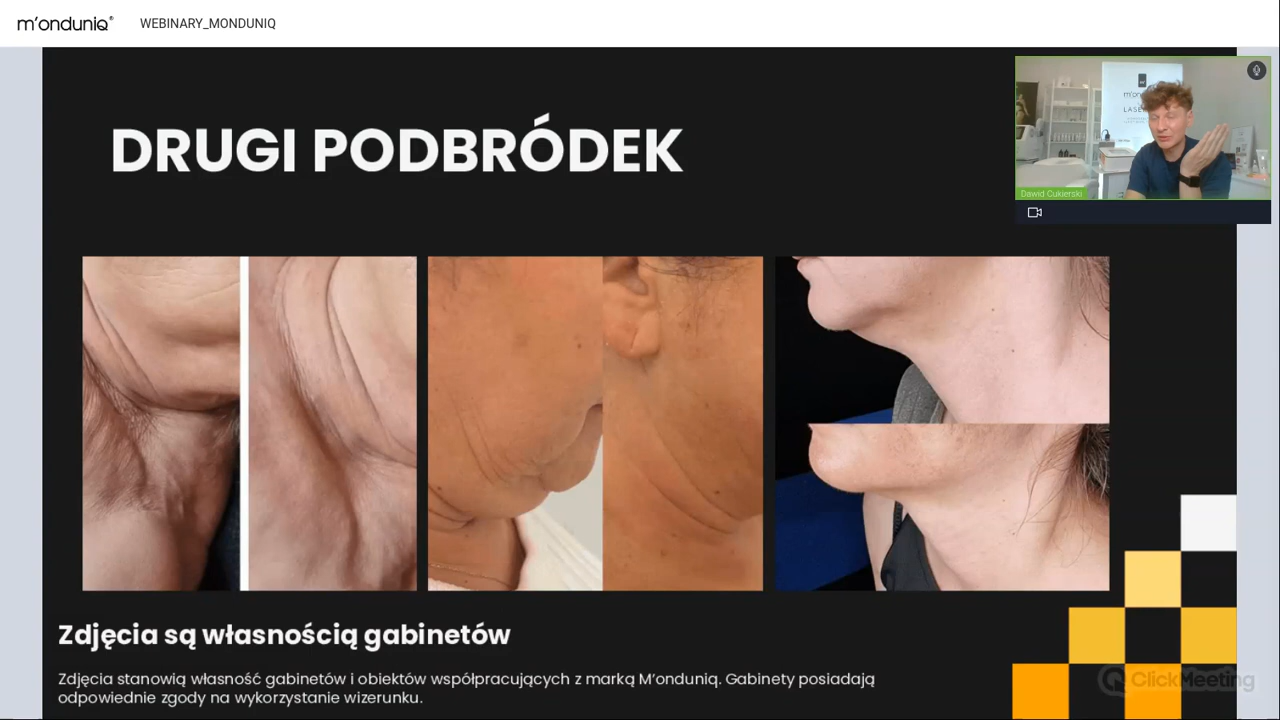 m'onduniq® WEBINARY_MONDUNIQ
DRUGI PODBRÓDEK
Dawid Cukierski
Zdjęcia są własnością gabinetów
Zdjęcia stanowią własność gabinetów i obiektów współpracujących z marką M'onduniq. Gabinety posiadają
odpowiednie zgody na wykorzystanie wizerunku.
ClickMeeting